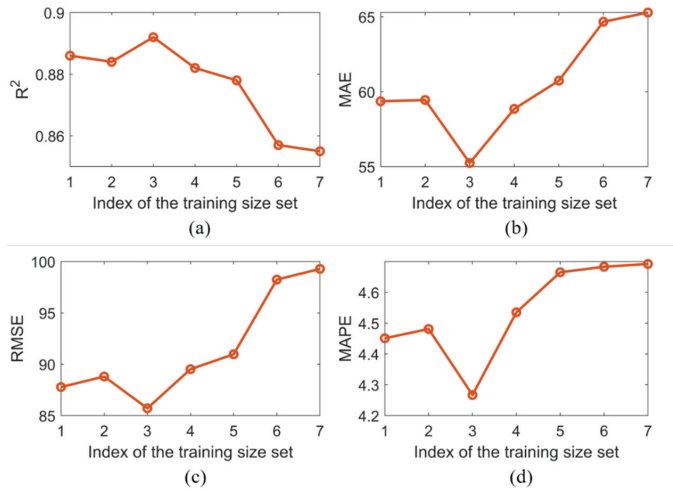 0.9
0.88
0.86
R²
1 2 3 4 5 6 7
Index of the training size set
(a)
65
60
55
MAE
1 2 3 4 5 6 7
Index of the training size set
(b)
100
95
90
85
RMSE
1 2 3 4 5 6 7
Index of the training size set
(c)
4.6
4.5
4.4
4.3
4.2
MAPE
1 2 3 4 5 6 7
Index of the training size set
(d)